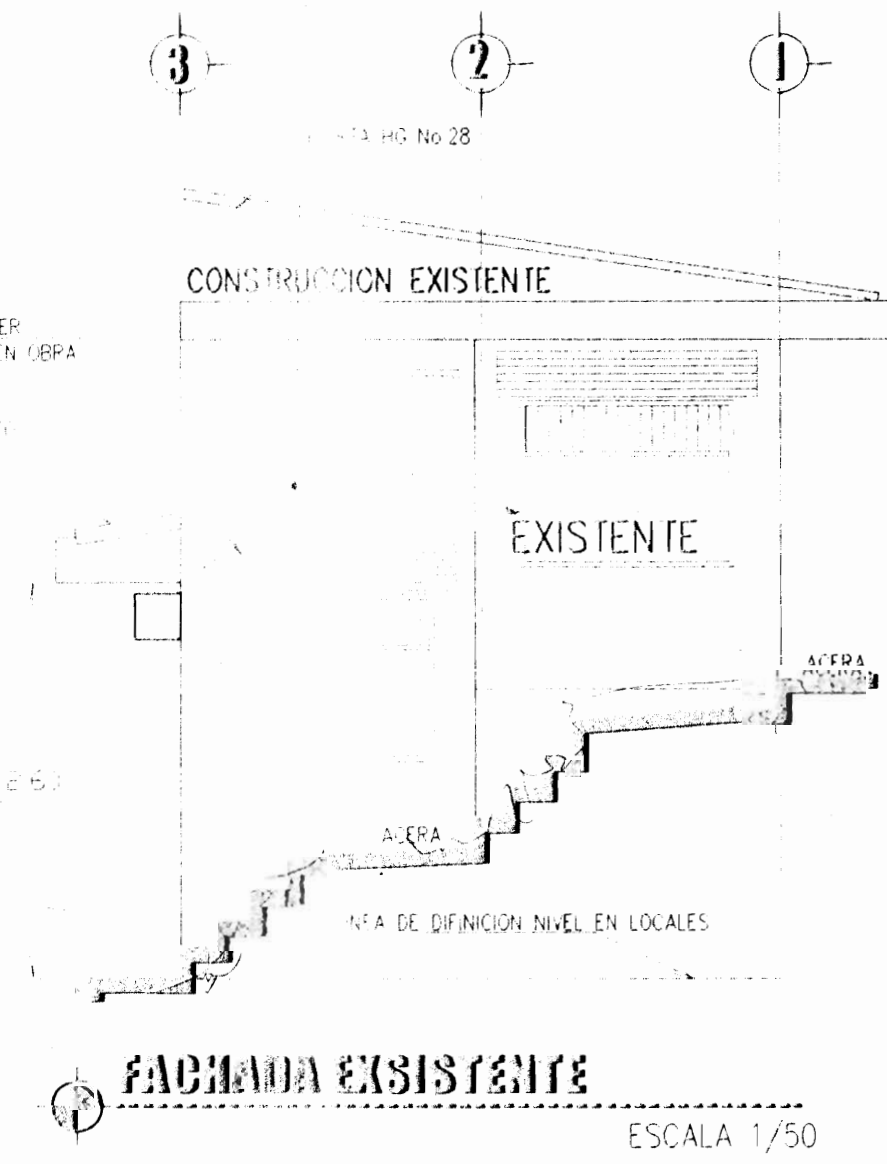 3 2 1
HG No 28
CONSTRUCCION EXISTENTE
EN OBRA
EXISTENTE
ACERA
ACERA
DE DIFINICION NIVEL EN LOCALES
FACHADA EXSISTENTE
ESCALA 1/50